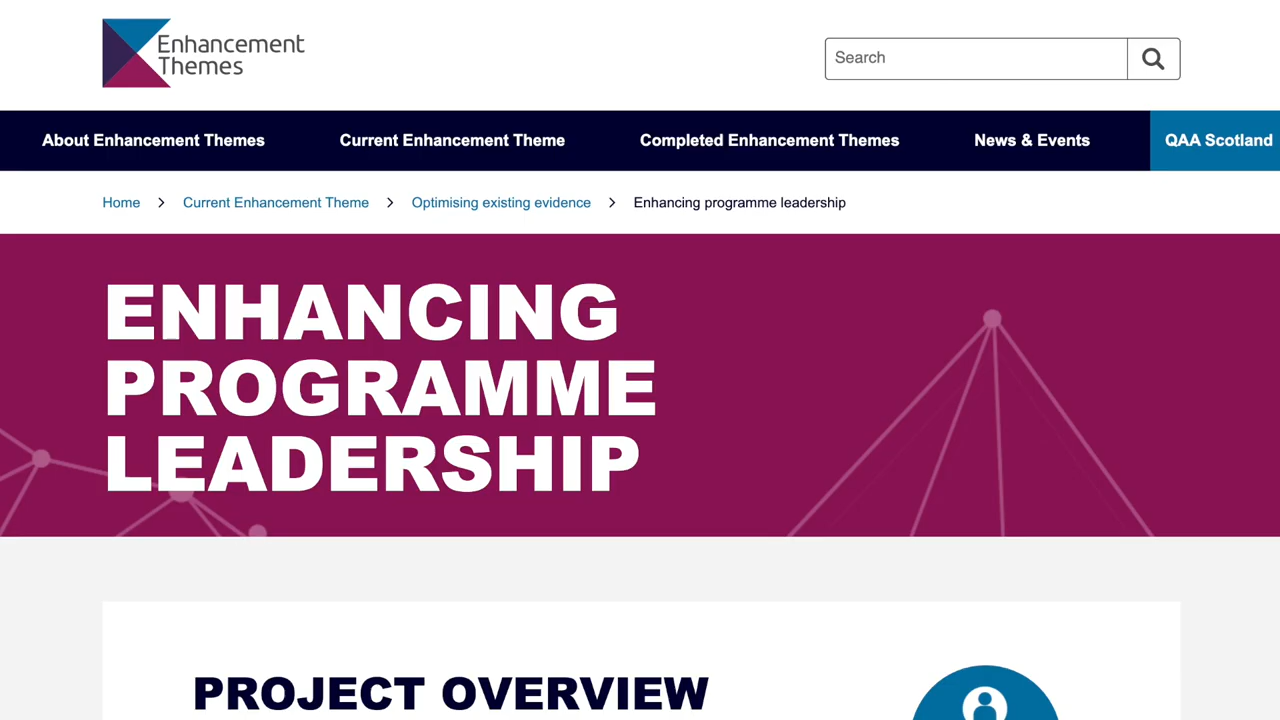 Enhancement
Themes
Search
About Enhancement Themes Current Enhancement Theme Completed Enhancement Themes News & Events QAA Scotland
Home > Current Enhancement Theme > Optimising existing evidence > Enhancing programme leadership
ENHANCING
PROGRAMME
LEADERSHIP
PROJECT OVERVIEW